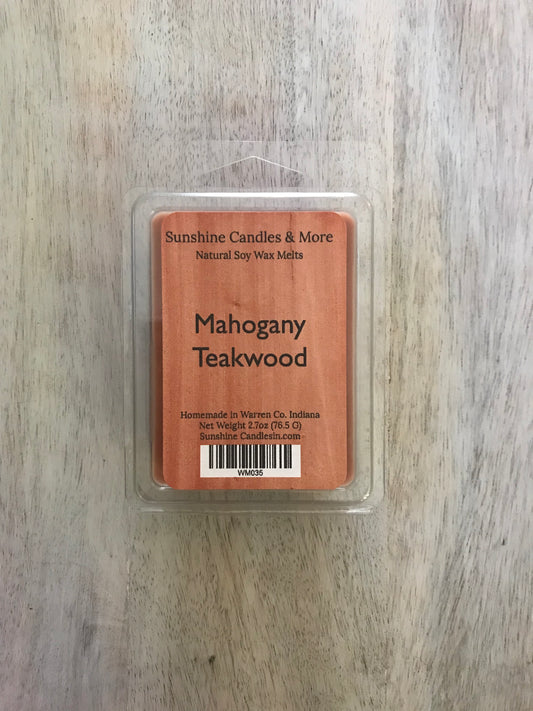 Sunshine Candles & More
Natural Soy Wax Melts
Mahogany
Teakwood
Homemade in Warren Co. Indiana
Net Weight 2.7oz (76.5 G)
Sunshine Candlesin.com
WM035